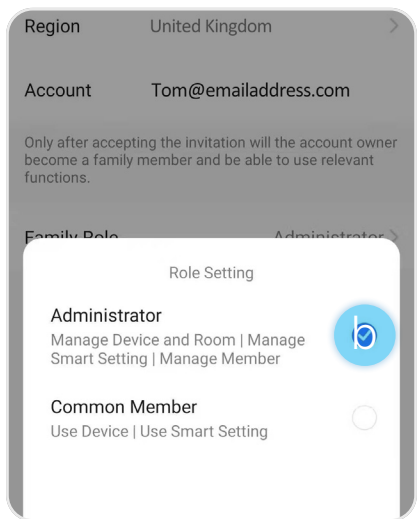 Region United Kingdom >
Account Tom@emailaddress.com
Only after accepting the invitation will the account owner
become a family member and be able to use relevant
functions.
Family Role Administrator >
Role Setting
Administrator
Manage Device and Room | Manage
Smart Setting | Manage Member
b
Common Member
Use Device | Use Smart Setting